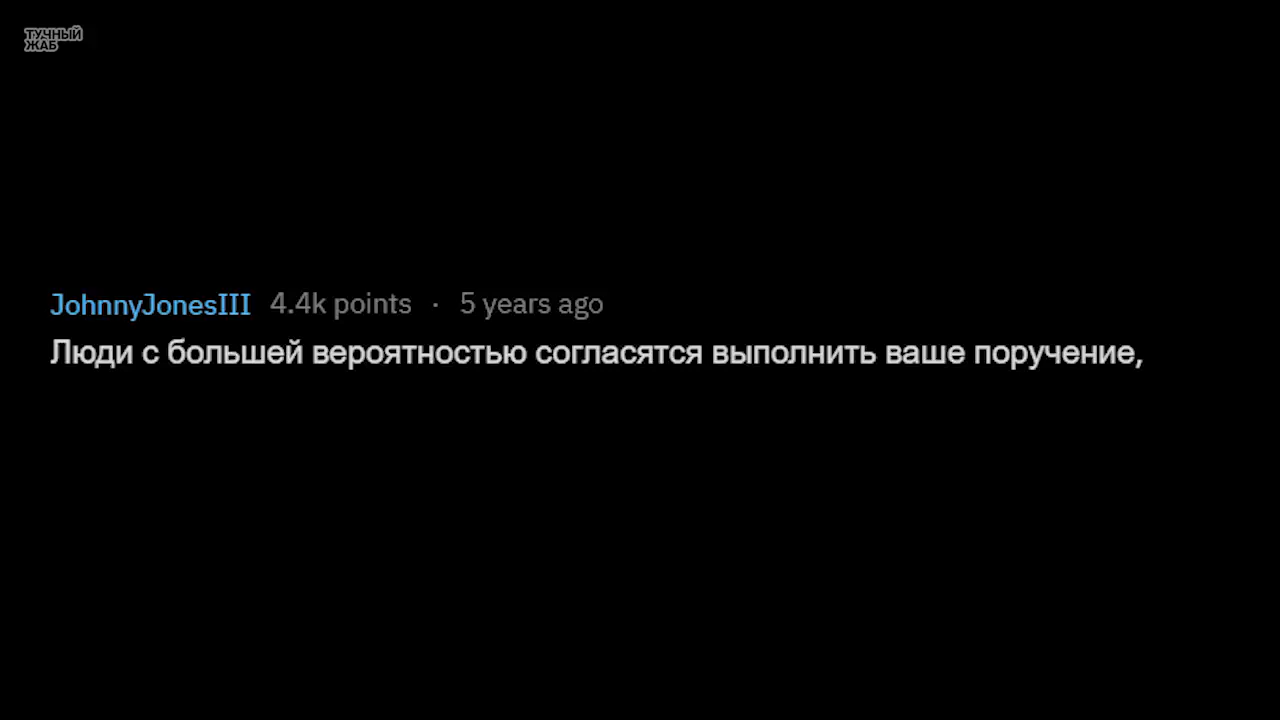 ТУЧНЫЙ
ЖАБ
JohnnyJonesIII 4.4k points · 5 years ago
Люди с большей вероятностью согласятся выполнить ваше поручение,